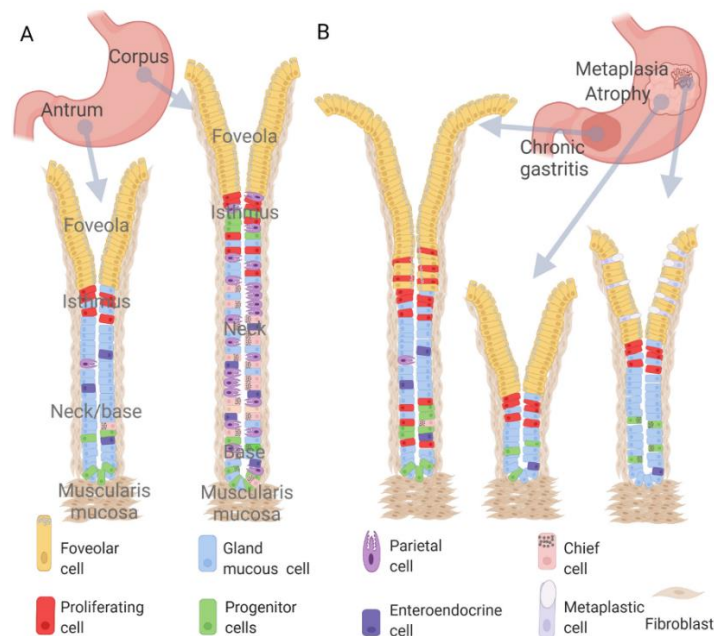 A
Corpus
Antrum
Foveola
Isthmus
Neck/base
Muscularis
mucosa
Foveola
Isthmus
Neck
Base
Muscularis
mucosa
B
Metaplasia
Atrophy
Chronic
gastritis
Foveolar
cell
Gland
mucous cell
Parietal
cell
Chief
cell
Proliferating
cell
Progenitor
cells
Enteroendocrine
cell
Metaplastic
cell
Fibroblast